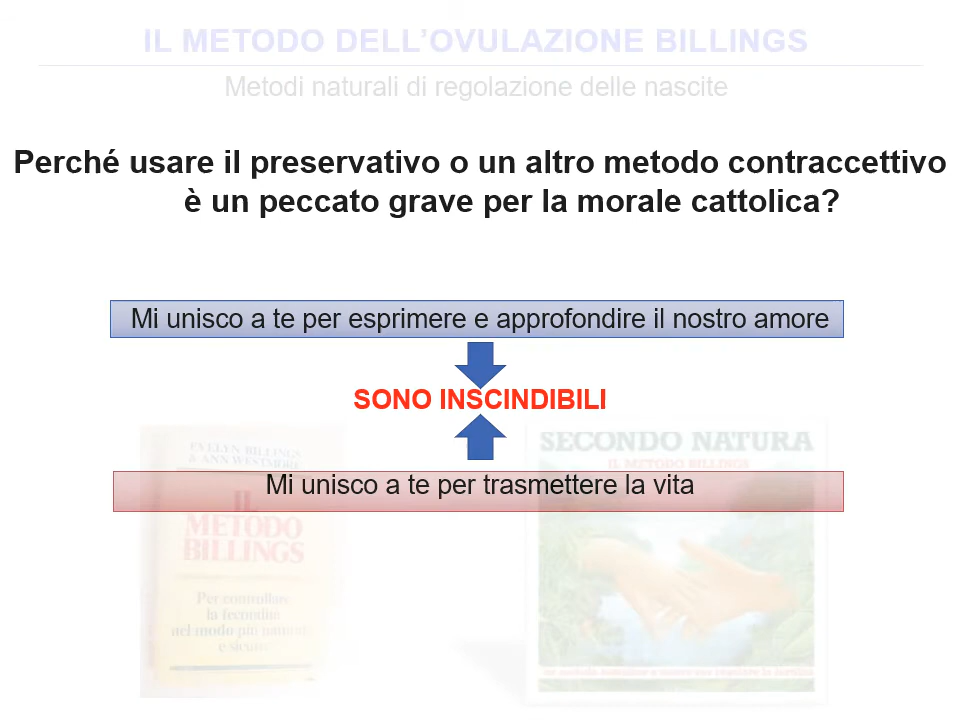 IL METODO DELL’OVULAZIONE BILLINGS
Metodi naturali di regolazione delle nascite
Perché usare il preservativo o un altro metodo contraccettivo
è un peccato grave per la morale cattolica?
Mi unisco a te per esprimere e approfondire il nostro amore
SONO INSCINDIBILI
Mi unisco a te per trasmettere la vita
EVELYN BILLINGS
& ANN WESTMORE
IL
METODO
BILLINGS
Per controllare
la fecondità
nel modo più naturale
e sicuro
SECONDO NATURA
IL METODO BILLINGS